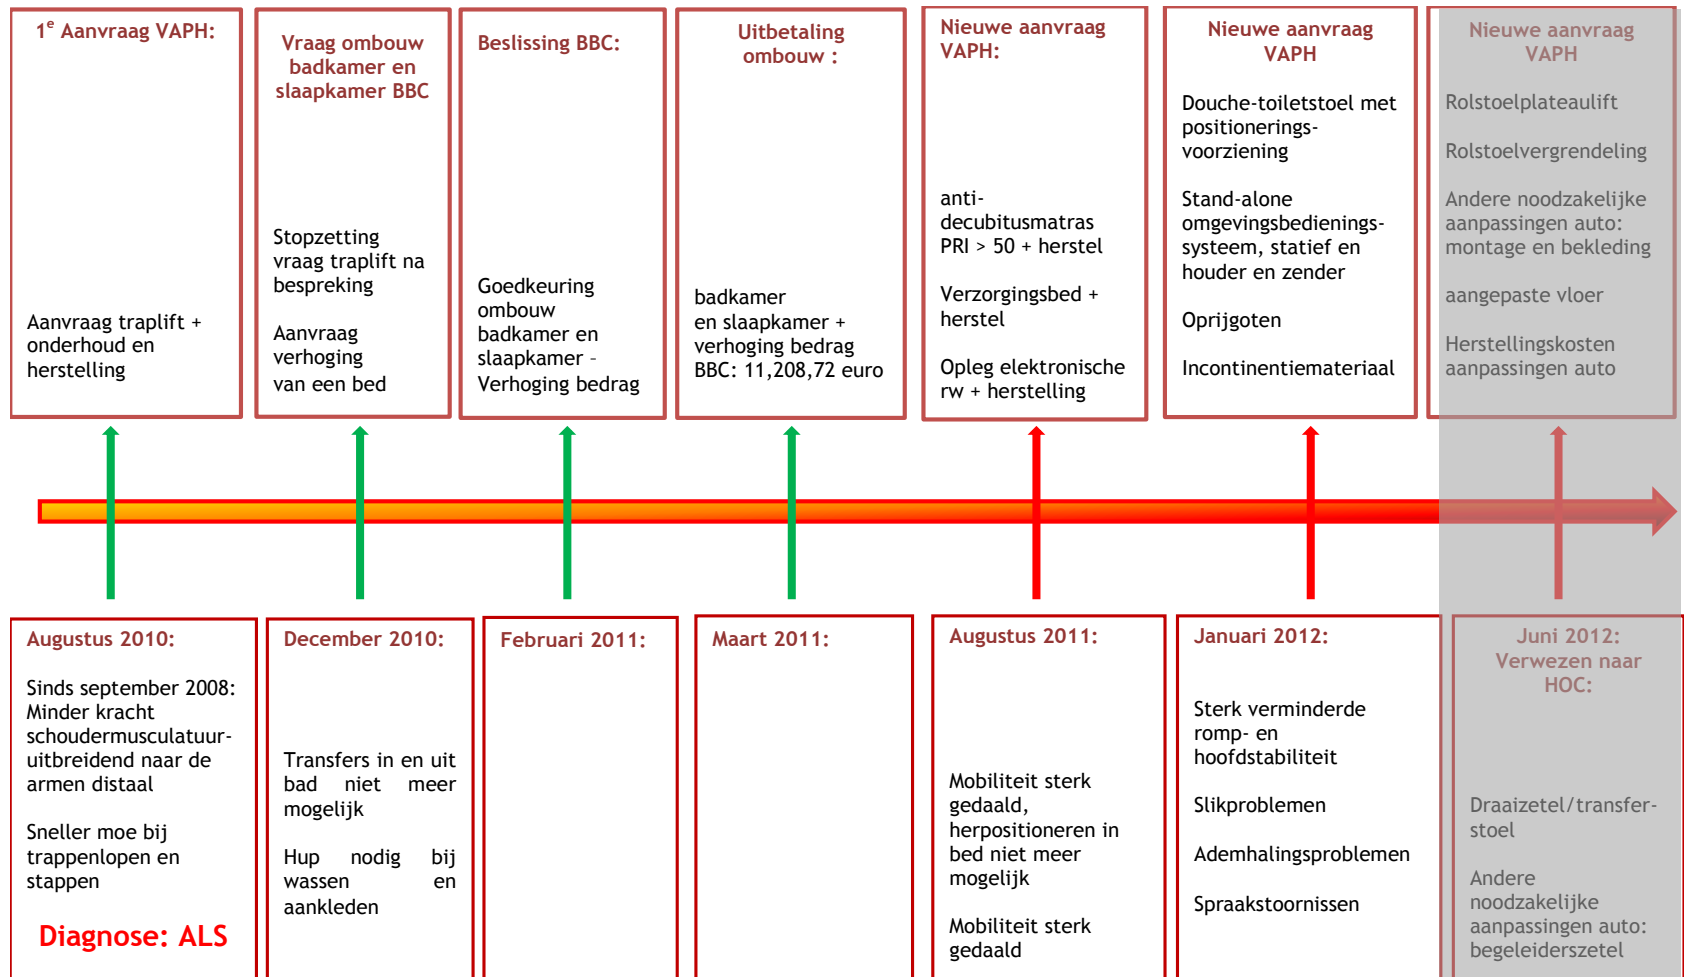 1e Aanvraag VAPH:
Aanvraag traplift +
onderhoud en
herstelling
Vraag ombouw
badkamer en
slaapkamer BBC
Stopzetting
vraag traplift na
bespreking
Aanvraag
verhoging
van een bed
Beslissing BBC:
Goedkeuring
ombouw
badkamer en
slaapkamer –
Verhoging bedrag
Uitbetaling
ombouw :
badkamer
en slaapkamer +
verhoging bedrag
BBC: 11,208,72 euro
Nieuwe aanvraag
VAPH:
anti-
decubitusmatras
PRI > 50 + herstel
Verzorgingsbed +
herstel
Opleg elektronische
rw + herstelling
Nieuwe aanvraag
VAPH
Douche-toiletstoel met
positionerings-
voorziening
Stand-alone
omgevingsbedienings-
systeem, statief en
houder en zender
Oprijgoten
Incontinentiemateriaal
Nieuwe aanvraag
VAPH
Rolstoelplateaulift
Rolstoelvergrendeling
Andere noodzakelijke
aanpassingen auto:
montage en bekleding
aangepaste vloer
Herstellingskosten
aanpassingen auto
Augustus 2010:
Sinds september 2008:
Minder kracht
schoudermusculatuur-
uitbreidend naar de
armen distaal
Sneller moe bij
trappenlopen en
stappen
Diagnose: ALS
December 2010:
Transfers in en uit
bad niet meer
mogelijk
Hup nodig bij
wassen en
aankleden
Februari 2011:
Maart 2011:
Augustus 2011:
Mobiliteit sterk
gedaald,
herpositioneren in
bed niet meer
mogelijk
Mobiliteit sterk
gedaald
Januari 2012:
Sterk verminderde
romp- en
hoofdstabiliteit
Slikproblemen
Ademhalingsproblemen
Spraakstoornissen
Juni 2012:
Verwezen naar
HOC:
Draaizetel/transfer-
stoel
Andere
noodzakelijke
aanpassingen auto:
begeleiderszetel